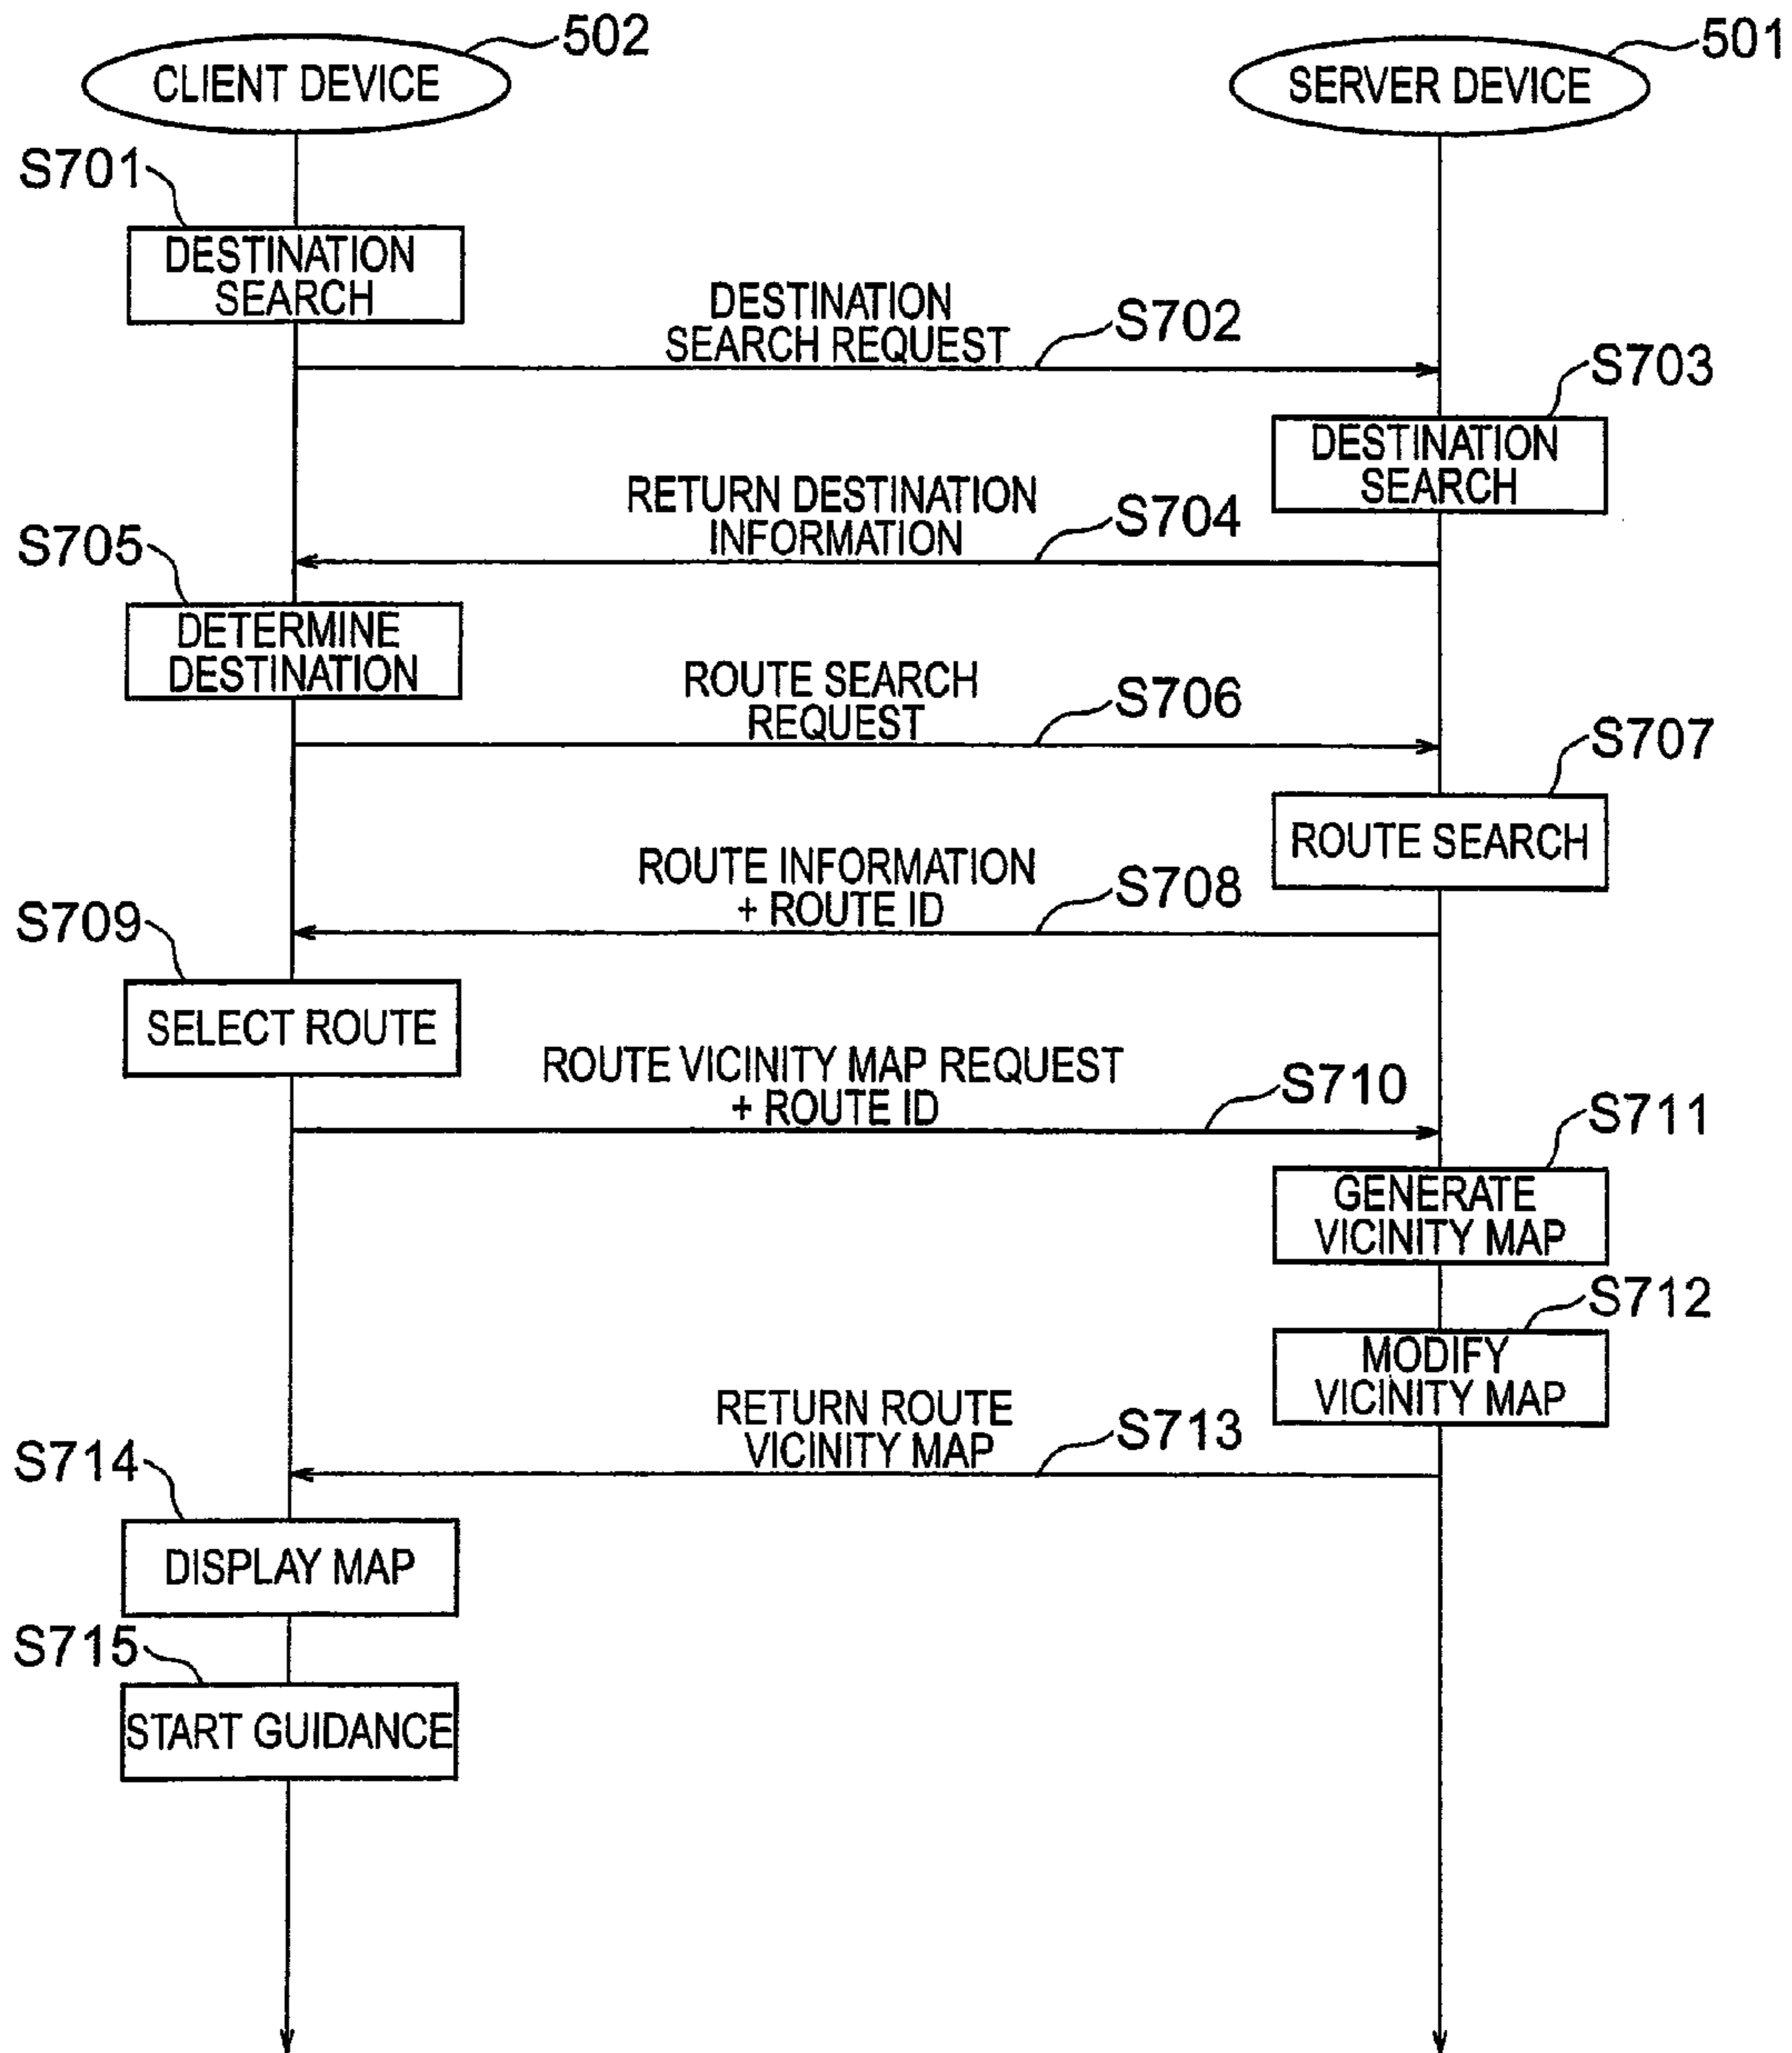 502
501
CLIENT DEVICE
SERVER DEVICE
S701
DESTINATION
SEARCH
DESTINATION
SEARCH REQUEST
S702
S703
DESTINATION
SEARCH
RETURN DESTINATION
INFORMATION
S704
S705
DETERMINE
DESTINATION
ROUTE SEARCH
REQUEST
S706
S707
ROUTE SEARCH
ROUTE INFORMATION
+ ROUTE ID
S708
S709
SELECT ROUTE
ROUTE VICINITY MAP REQUEST
+ ROUTE ID
S710
S711
GENERATE
VICINITY MAP
S712
MODIFY
VICINITY MAP
RETURN ROUTE
VICINITY MAP
S713
S714
DISPLAY MAP
S715
START GUIDANCE